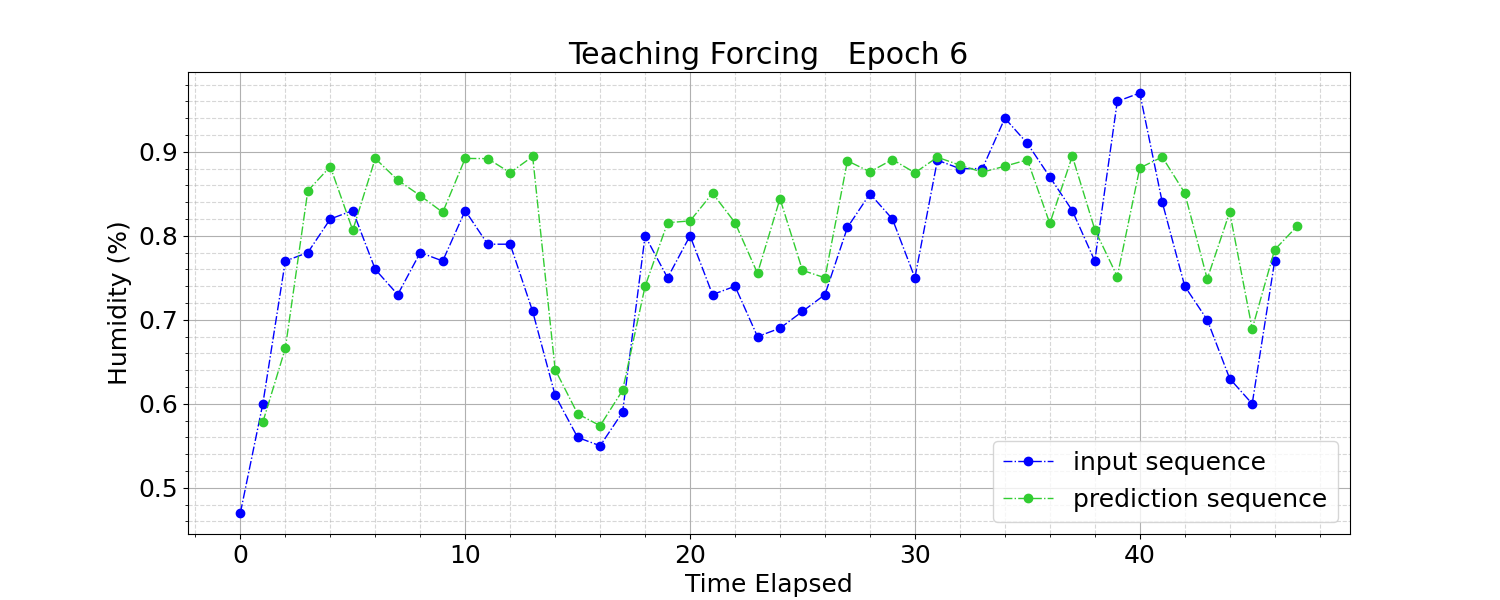 Teaching Forcing   Epoch 6
Humidity (%)
0.9
0.8
0.7
0.6
0.5
input sequence
prediction sequence
0 10 20 30 40
Time Elapsed